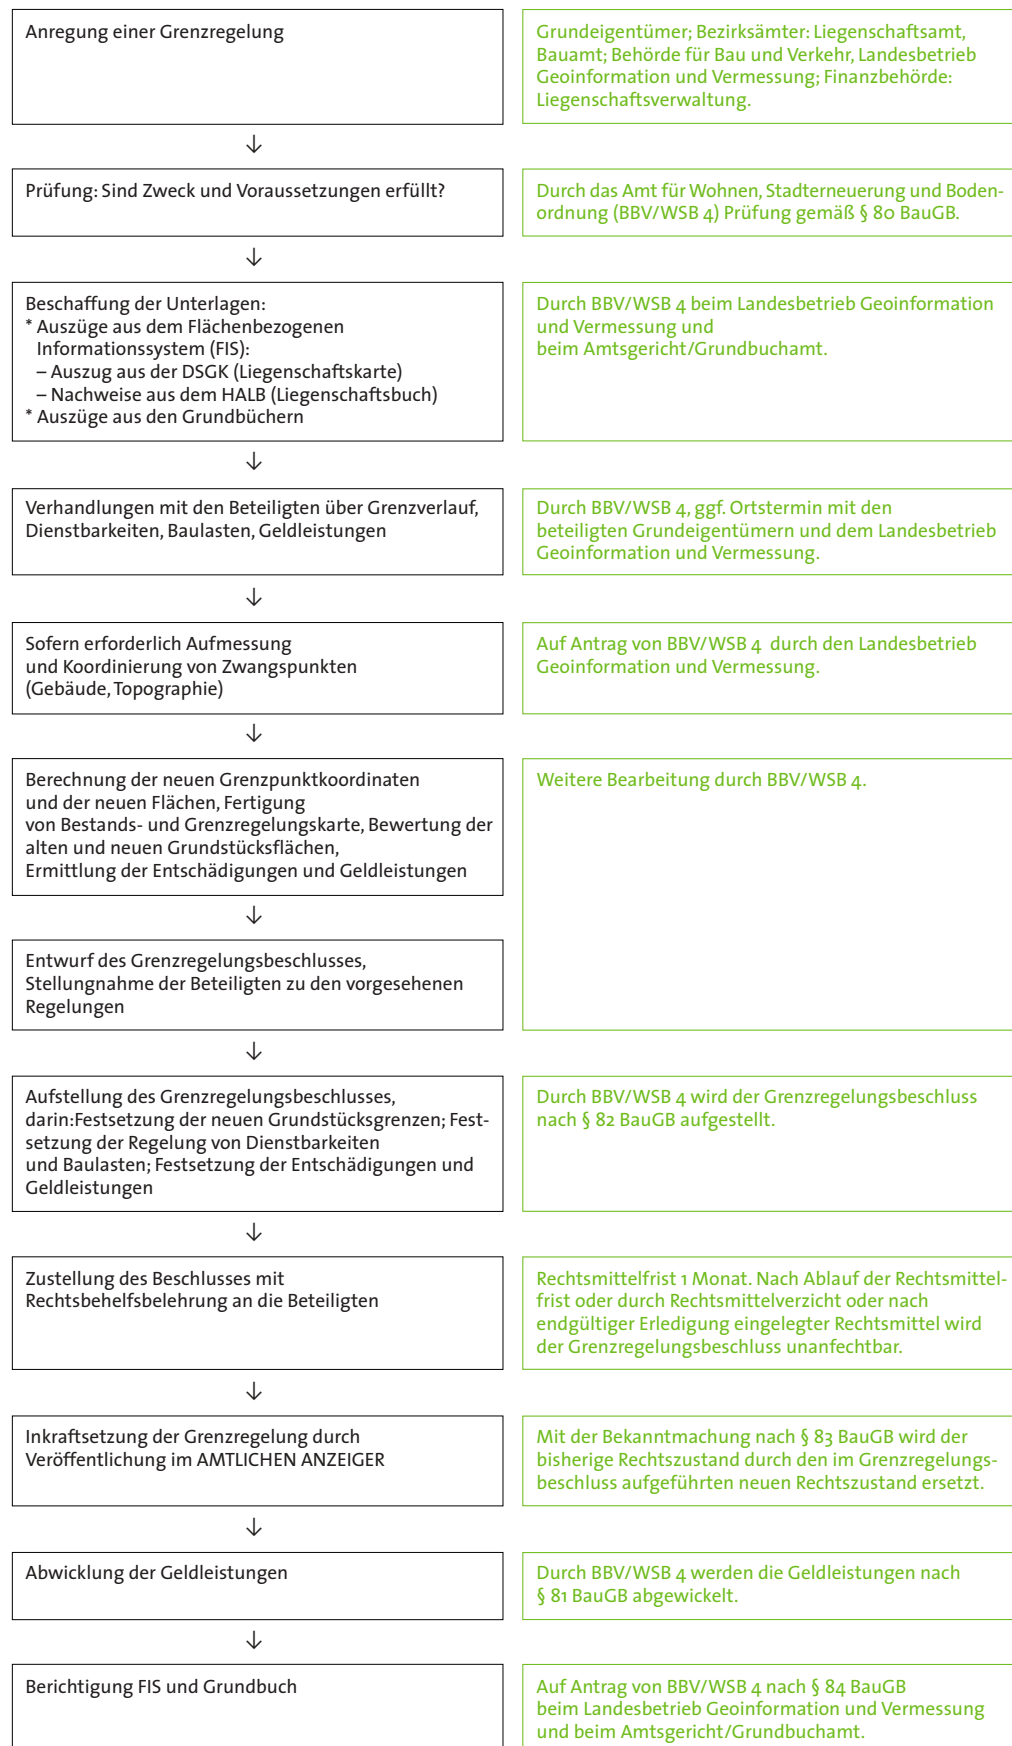 Anregung einer Grenzregelung
Grundeigentümer; Bezirksämter: Liegenschaftsamt,
Bauamt; Behörde für Bau und Verkehr, Landesbetrieb
Geoinformation und Vermessung; Finanzbehörde:
Liegenschaftsverwaltung.
↓
Prüfung: Sind Zweck und Voraussetzungen erfüllt?
Durch das Amt für Wohnen, Stadterneuerung und Boden-
ordnung (BBV/WSB 4) Prüfung gemäß § 80 BauGB.
↓
Beschaffung der Unterlagen:
* Auszüge aus dem Flächenbezogenen
Informationssystem (FIS):
– Auszug aus der DSGK (Liegenschaftskarte)
– Nachweise aus dem HALB (Liegenschaftsbuch)
* Auszüge aus den Grundbüchern
Durch BBV/WSB 4 beim Landesbetrieb Geoinformation
und Vermessung und
beim Amtsgericht/Grundbuchamt.
↓
Verhandlungen mit den Beteiligten über Grenzverlauf,
Dienstbarkeiten, Baulasten, Geldleistungen
Durch BBV/WSB 4, ggf. Ortstermin mit den
beteiligten Grundeigentümern und dem Landesbetrieb
Geoinformation und Vermessung.
↓
Sofern erforderlich Aufmessung
und Koordinierung von Zwangspunkten
(Gebäude, Topographie)
Auf Antrag von BBV/WSB 4 durch den Landesbetrieb
Geoinformation und Vermessung.
↓
Berechnung der neuen Grenzpunktkoordinaten
und der neuen Flächen, Fertigung
von Bestands- und Grenzregelungskarte, Bewertung der
alten und neuen Grundstücksflächen,
Ermittlung der Entschädigungen und Geldleistungen
Weitere Bearbeitung durch BBV/WSB 4.
↓
Entwurf des Grenzregelungsbeschlusses,
Stellungnahme der Beteiligten zu den vorgesehenen
Regelungen
↓
Aufstellung des Grenzregelungsbeschlusses,
darin:Festsetzung der neuen Grundstücksgrenzen; Fest-
setzung der Regelung von Dienstbarkeiten
und Baulasten; Festsetzung der Entschädigungen und
Geldleistungen
Durch BBV/WSB 4 wird der Grenzregelungsbeschluss
nach § 82 BauGB aufgestellt.
↓
Zustellung des Beschlusses mit
Rechtsbehelfsbelehrung an die Beteiligten
Rechtsmittelfrist 1 Monat. Nach Ablauf der Rechtsmittel-
frist oder durch Rechtsmittelverzicht oder nach
endgültiger Erledigung eingelegter Rechtsmittel wird
der Grenzregelungsbeschluss unanfechtbar.
↓
Inkraftsetzung der Grenzregelung durch
Veröffentlichung im AMTLICHEN ANZEIGER
Mit der Bekanntmachung nach § 83 BauGB wird der
bisherige Rechtszustand durch den im Grenzregelungs-
beschluss aufgeführten neuen Rechtszustand ersetzt.
↓
Abwicklung der Geldleistungen
Durch BBV/WSB 4 werden die Geldleistungen nach
§ 81 BauGB abgewickelt.
↓
Berichtigung FIS und Grundbuch
Auf Antrag von BBV/WSB 4 nach § 84 BauGB
beim Landesbetrieb Geoinformation und Vermessung
und beim Amtsgericht/Grundbuchamt.